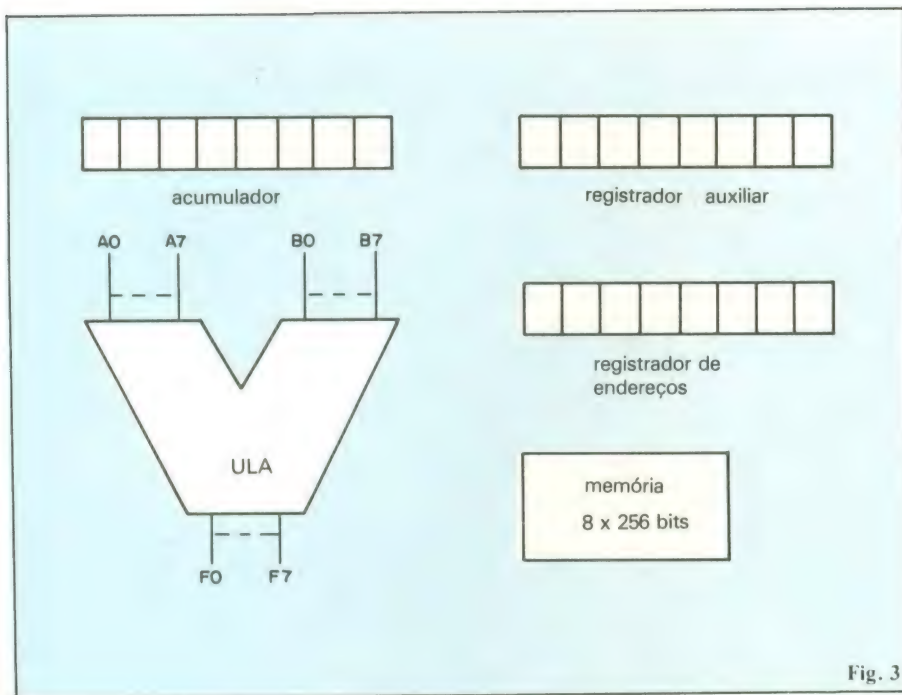 acumulador
registrador auxiliar
A0 A7 B0 B7
registrador de
endereços
ULA
memória
8 x 256 bits
F0 F7
Fig. 3